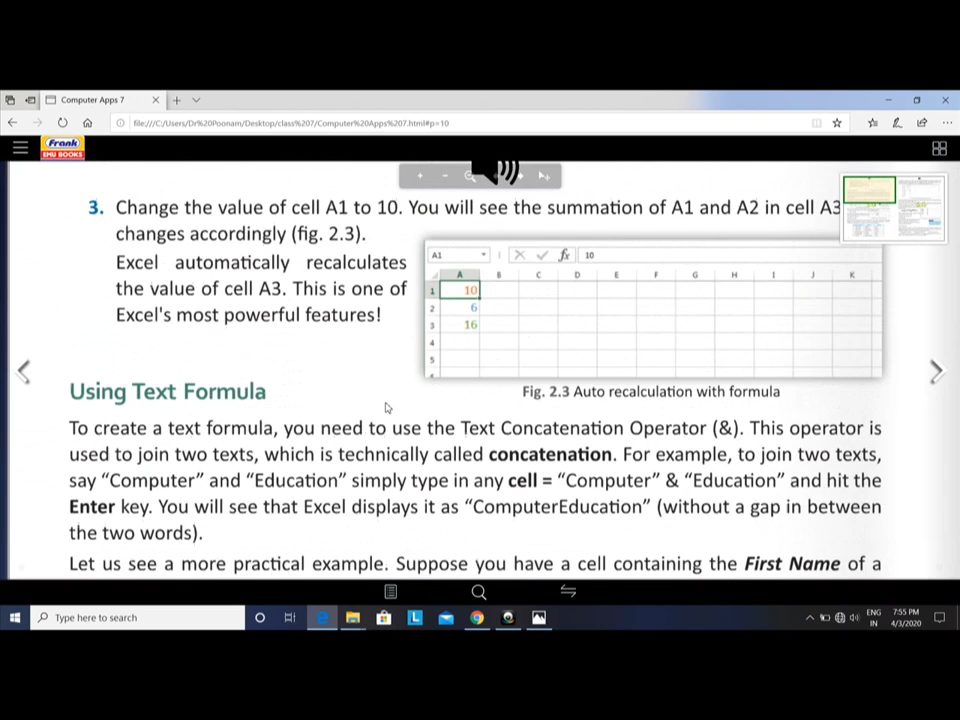 Computer Apps 7
file:///C:/Users/Dr%20Poonam/Desktop/class%207/Computer%20Apps%207.html#p=10
Frank
EMU BOOKS
3. Change the value of cell A1 to 10. You will see the summation of A1 and A2 in cell A3
changes accordingly (fig. 2.3).
Excel automatically recalculates
the value of cell A3. This is one of
Excel's most powerful features!
A1 fx 10
A B C D E F G H I J K
1 10
2 6
3 16
4
5
Fig. 2.3 Auto recalculation with formula
Using Text Formula
To create a text formula, you need to use the Text Concatenation Operator (&). This operator is
used to join two texts, which is technically called concatenation. For example, to join two texts,
say “Computer” and “Education” simply type in any cell = “Computer” & “Education” and hit the
Enter key. You will see that Excel displays it as “ComputerEducation” (without a gap in between
the two words).
Let us see a more practical example. Suppose you have a cell containing the First Name of a
Type here to search
ENG
IN
7:55 PM
4/3/2020